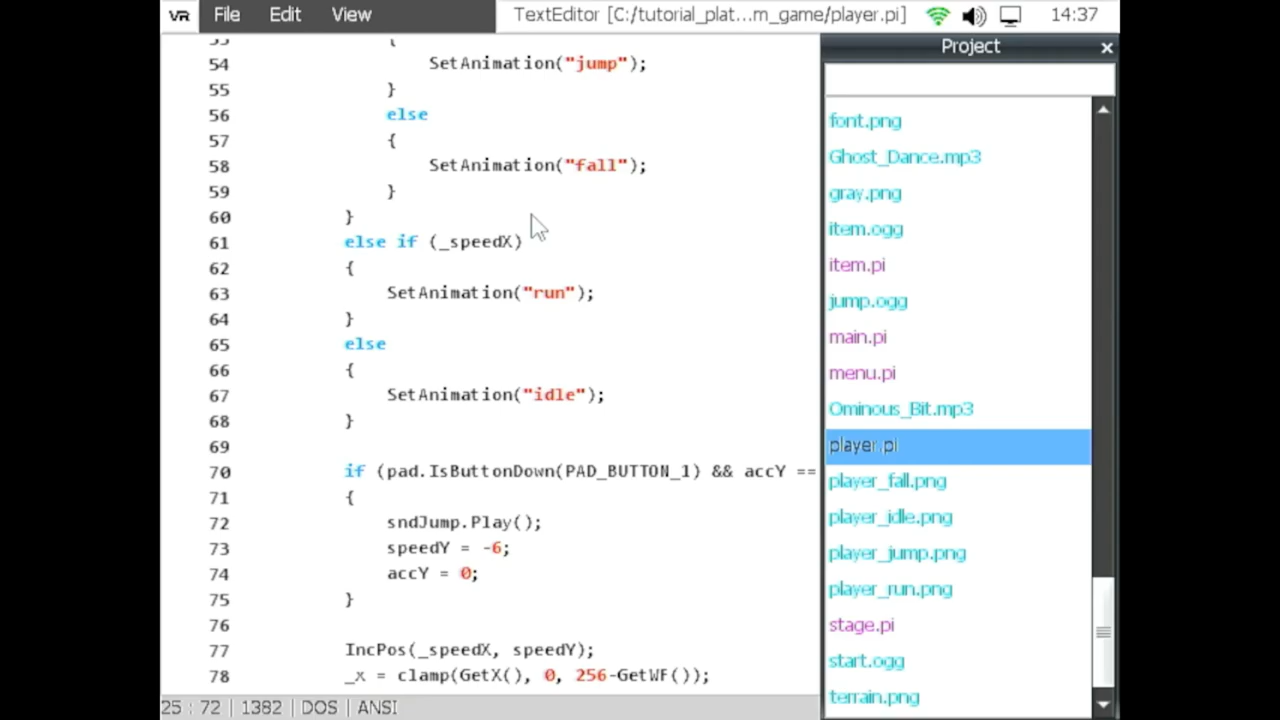 VR File Edit View TextEditor [C:/tutorial_plat...m_game/player.pi] 14:37
53 {
54 SetAnimation("jump");
55 }
56 else
57 {
58 SetAnimation("fall");
59 }
60 }
61 else if (_speedX)
62 {
63 SetAnimation("run");
64 }
65 else
66 {
67 SetAnimation("idle");
68 }
69
70 if (pad.IsButtonDown(PAD_BUTTON_1) && accY ==
71 {
72 sndJump.Play();
73 speedY = -6;
74 accY = 0;
75 }
76
77 IncPos(_speedX, speedY);
78 _x = clamp(GetX(), 0, 256-GetWF());
25 : 72 | 1382 | DOS | ANSI
Project
font.png
Ghost_Dance.mp3
gray.png
item.ogg
item.pi
jump.ogg
main.pi
menu.pi
Ominous_Bit.mp3
player.pi
player_fall.png
player_idle.png
player_jump.png
player_run.png
stage.pi
start.ogg
terrain.png